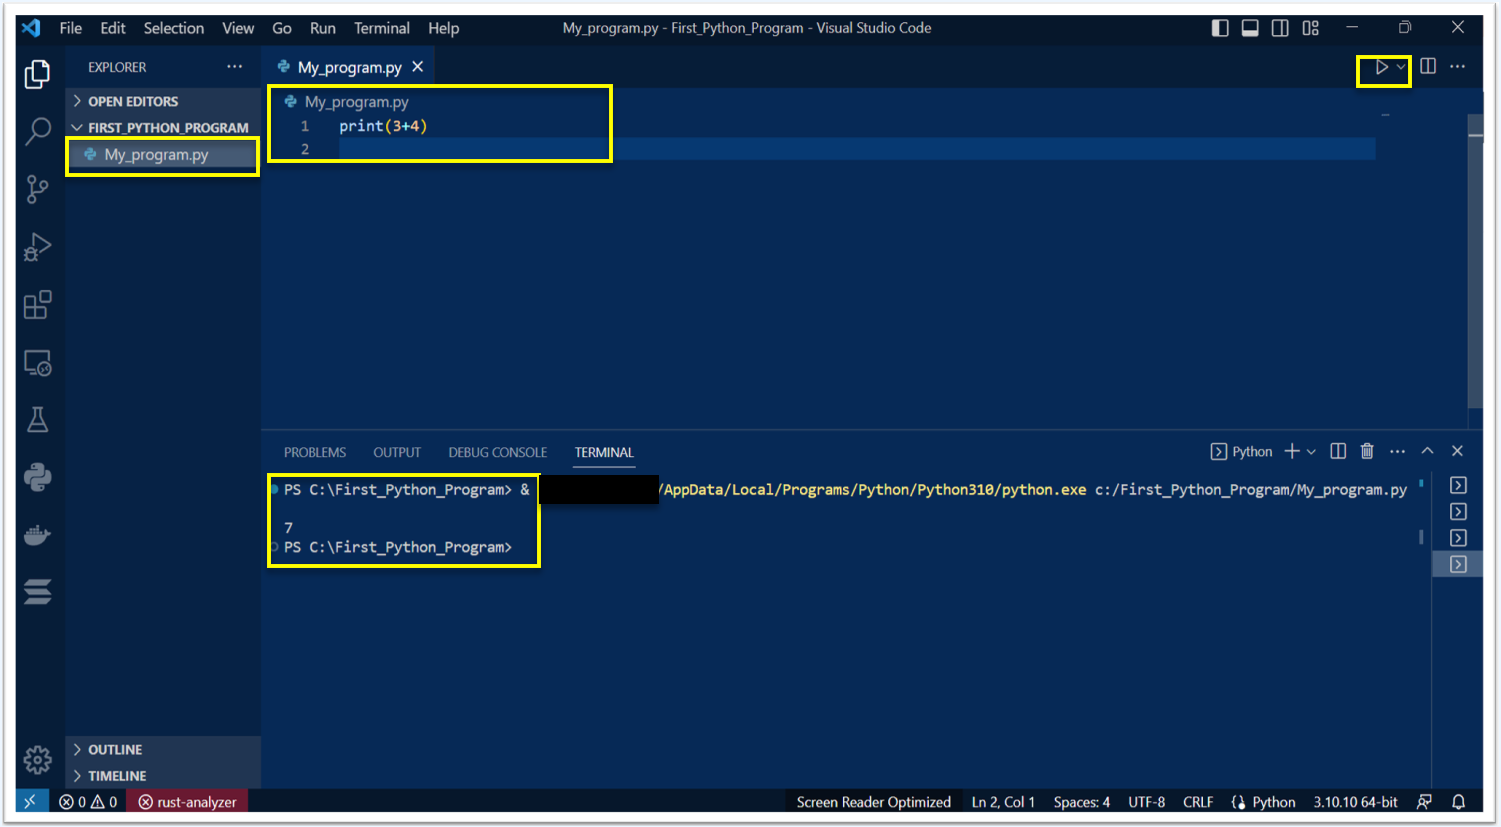 File Edit Selection View Go Run Terminal Help
My_program.py - First_Python_Program - Visual Studio Code
EXPLORER
My_program.py
OPEN EDITORS
FIRST_PYTHON_PROGRAM
My_program.py
My_program.py
1 print(3+4)
2
PROBLEMS OUTPUT DEBUG CONSOLE TERMINAL
Python
PS C:\First_Python_Program> & /AppData/Local/Programs/Python/Python310/python.exe c:/First_Python_Program/My_program.py
7
PS C:\First_Python_Program>
OUTLINE
TIMELINE
0 0 rust-analyzer
Screen Reader Optimized Ln 2, Col 1 Spaces: 4 UTF-8 CRLF Python 3.10.10 64-bit